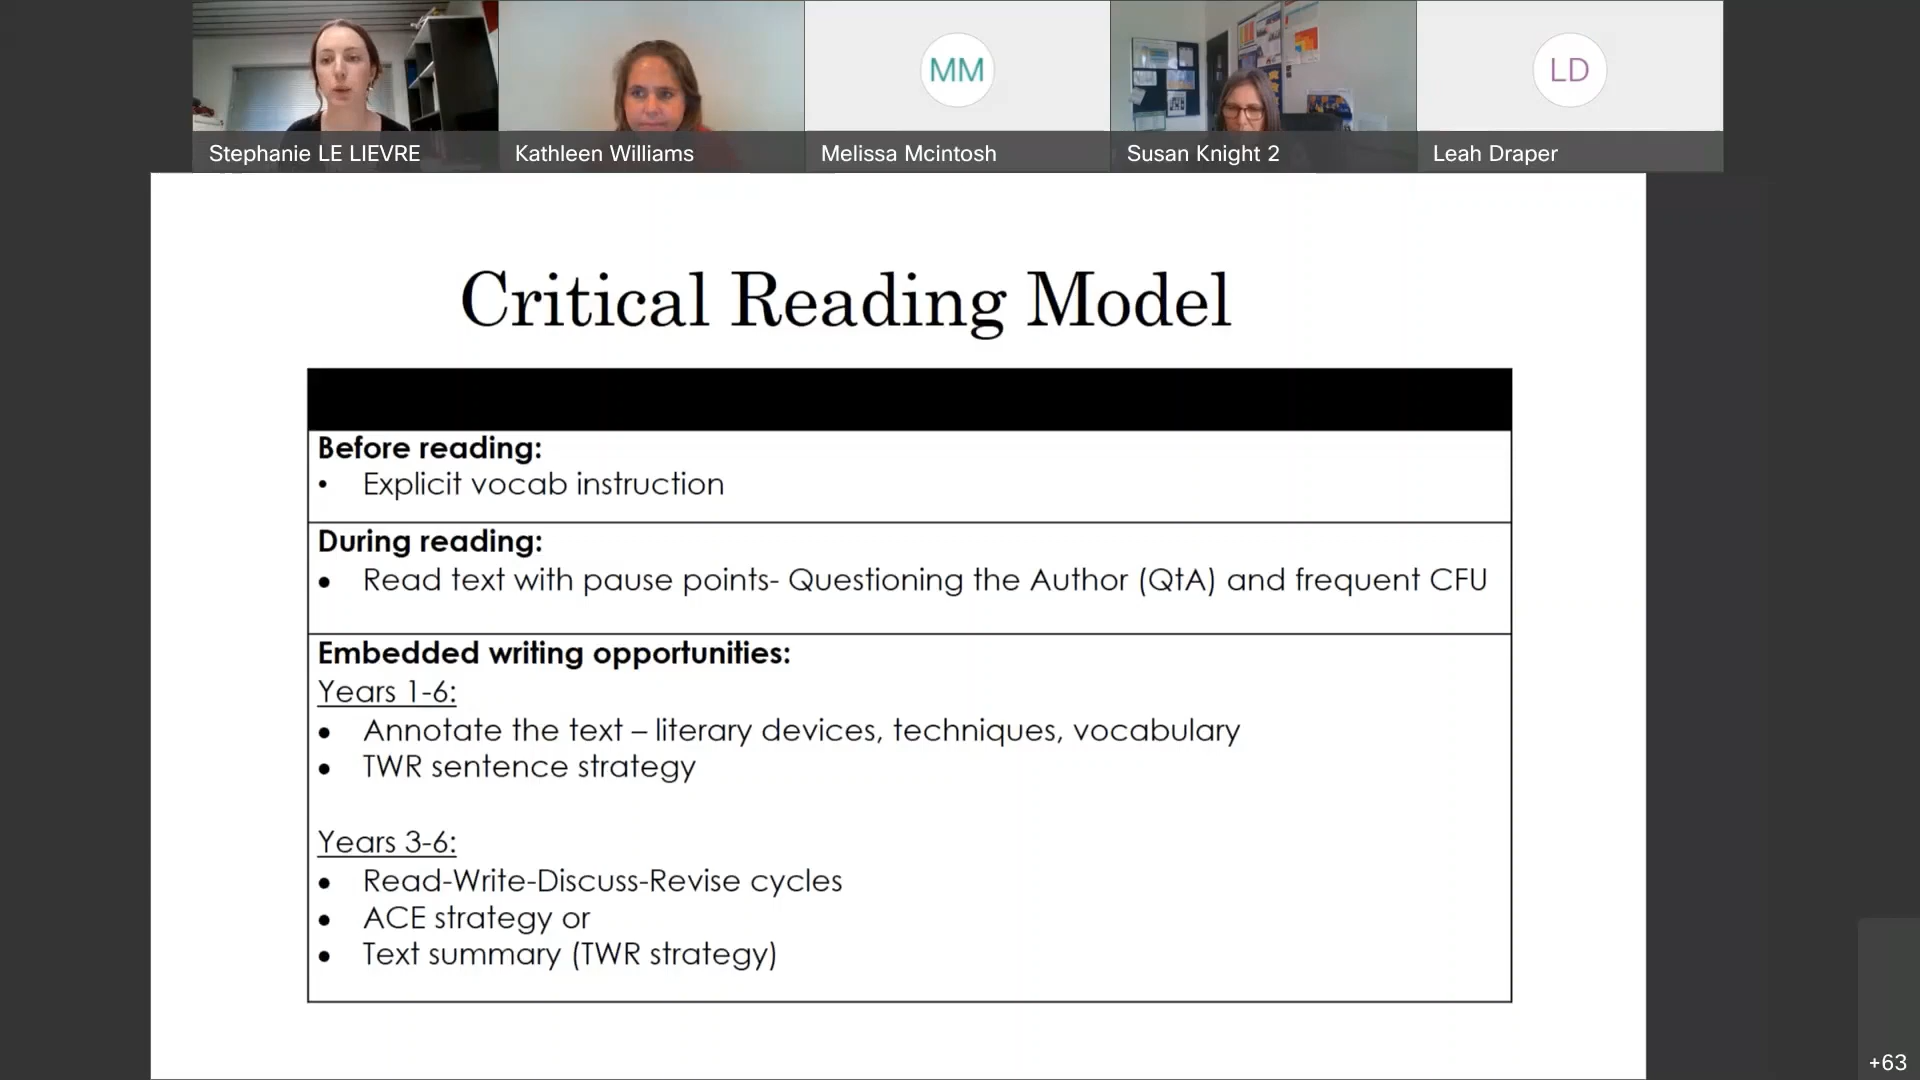 MM
LD
Stephanie LE LIEVRE
Kathleen Williams
Melissa Mcintosh
Susan Knight 2
Leah Draper
Critical Reading Model
Before reading:
• Explicit vocab instruction
During reading:
• Read text with pause points- Questioning the Author (QtA) and frequent CFU
Embedded writing opportunities:
Years 1-6:
• Annotate the text – literary devices, techniques, vocabulary
• TWR sentence strategy
Years 3-6:
• Read-Write-Discuss-Revise cycles
• ACE strategy or
• Text summary (TWR strategy)
+63